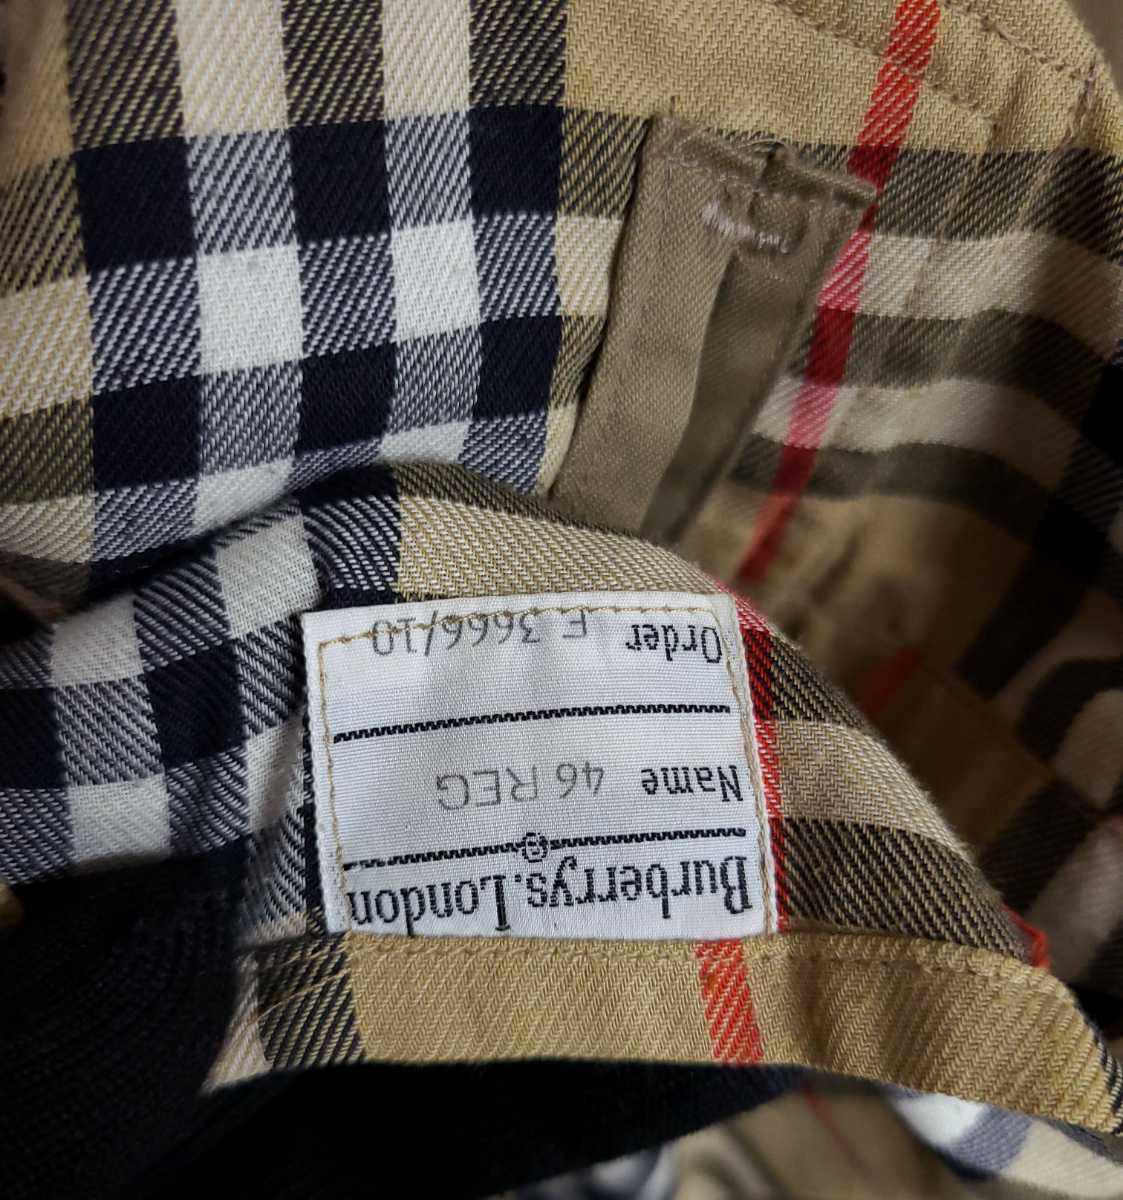 Burberrys.London
B
Name 46 REG
Order F 3666/10